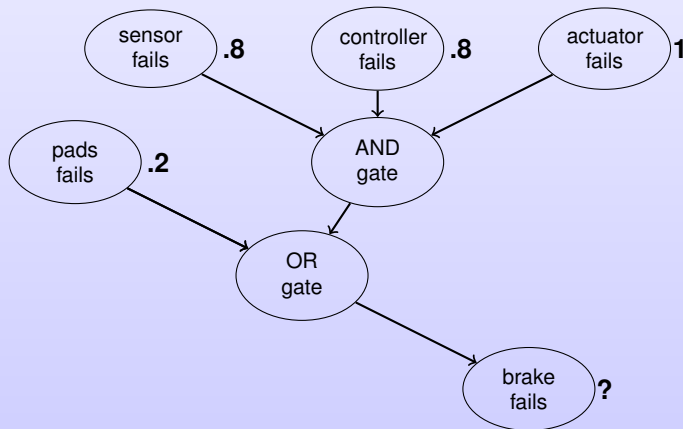 sensor
fails
.8
controller
fails
.8
actuator
fails
1
pads
fails
.2
AND
gate
OR
gate
brake
fails
?